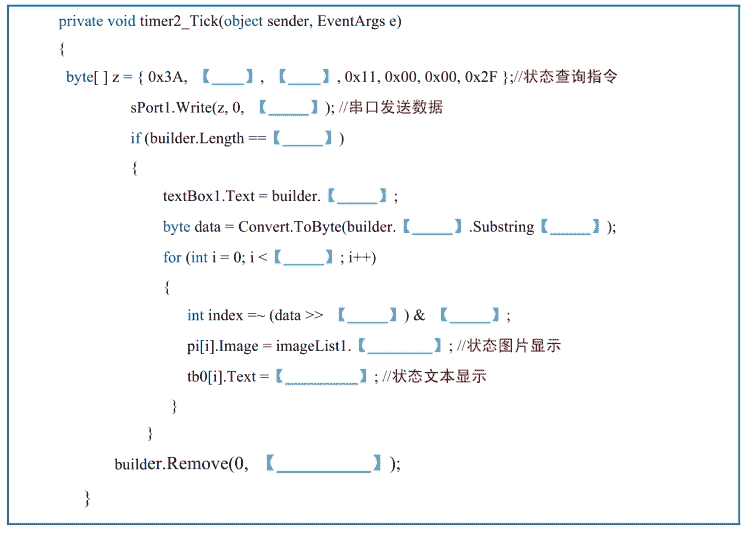 private void timer2_Tick(object sender, EventArgs e)
{
byte[ ] z = { 0x3A, 【____】, 【____】, 0x11, 0x00, 0x00, 0x2F };//状态查询指令
sPort1.Write(z, 0, 【_____】); //串口发送数据
if (builder.Length ==【_____】)
{
textBox1.Text = builder.【_____】;
byte data = Convert.ToByte(builder.【_____】.Substring【_____】);
for (int i = 0; i <【_____】; i++)
{
int index =~ (data >> 【_____】) & 【_____】;
pi[i].Image = imageList1.【________】; //状态图片显示
tb0[i].Text =【_________】; //状态文本显示
}
}
builder.Remove(0, 【__________】);
}